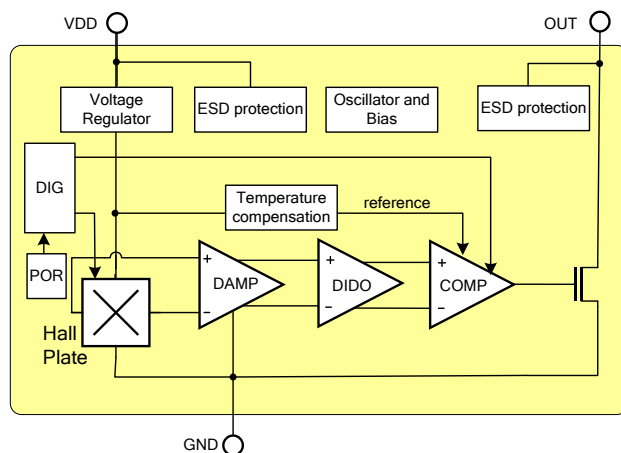 VDD
OUT
Voltage
Regulator
ESD protection
Oscillator and
Bias
ESD protection
DIG
Temperature
compensation
reference
POR
+
DAMP
−
+
DIDO
−
+
COMP
−
Hall
Plate
GND